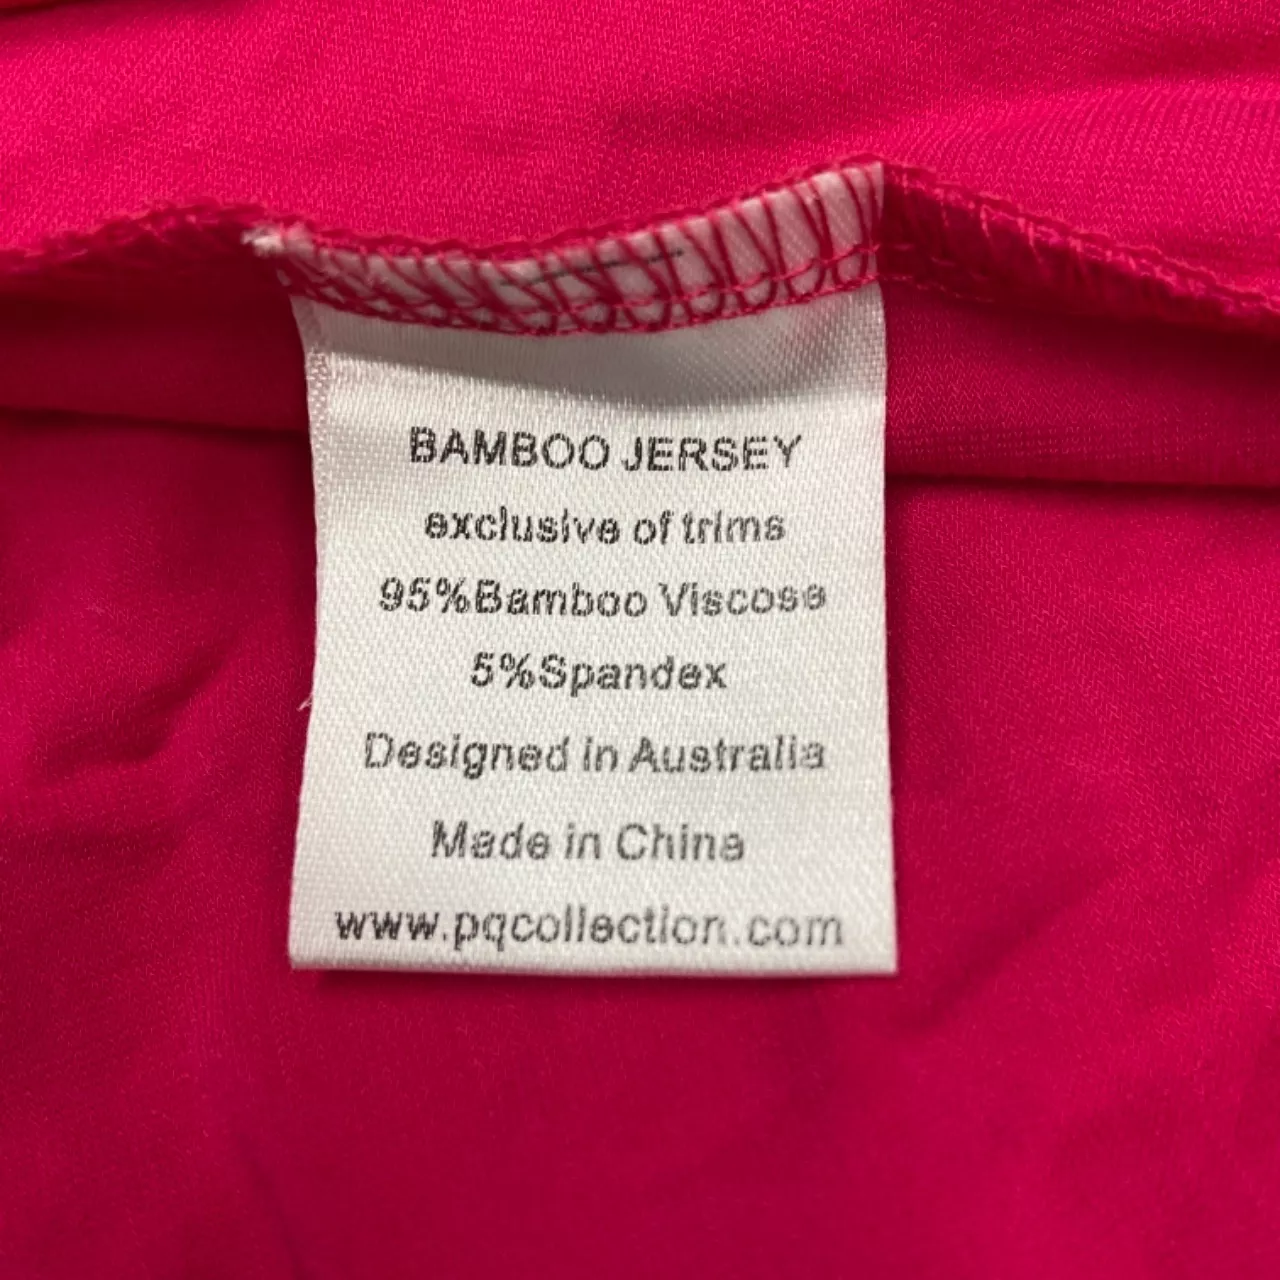 BAMBOO JERSEY
exclusive of trims
95%Bamboo Viscose
5%Spandex
Designed in Australia
Made in China
www.pqcollection.com